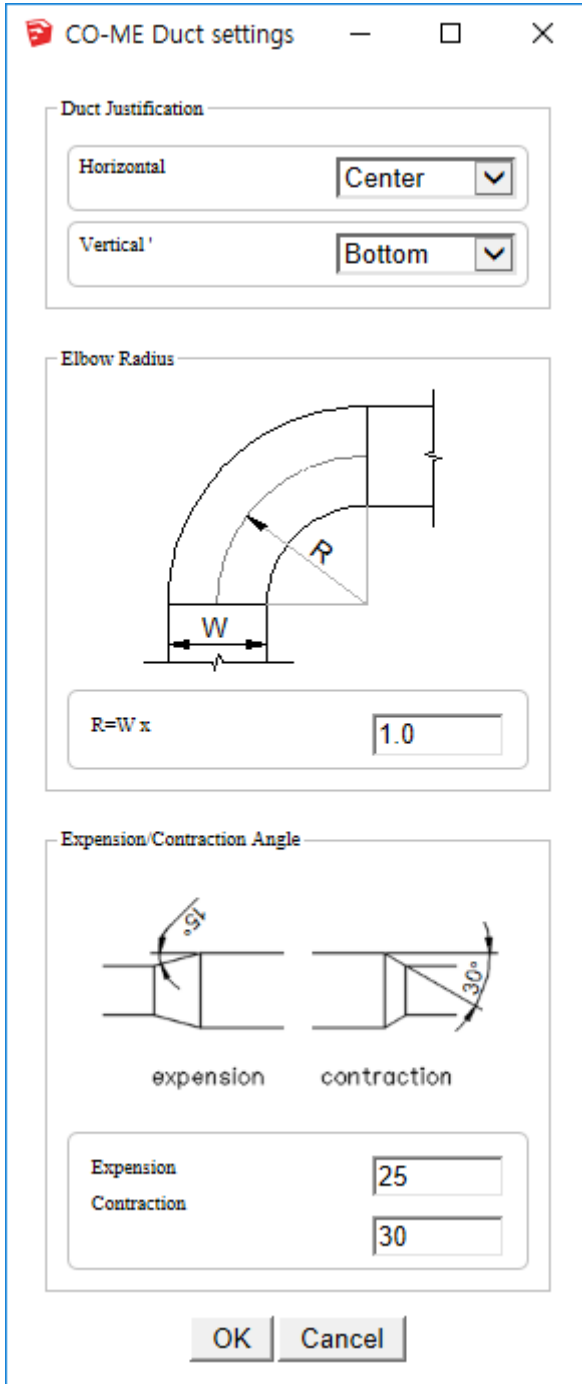 CO-ME Duct settings
Duct Justification
Horizontal
Center
Vertical '
Bottom
Elbow Radius
R
W
R=W x
1.0
Expension/Contraction Angle
15°
30°
expension
contraction
Expension
25
Contraction
30
OK
Cancel